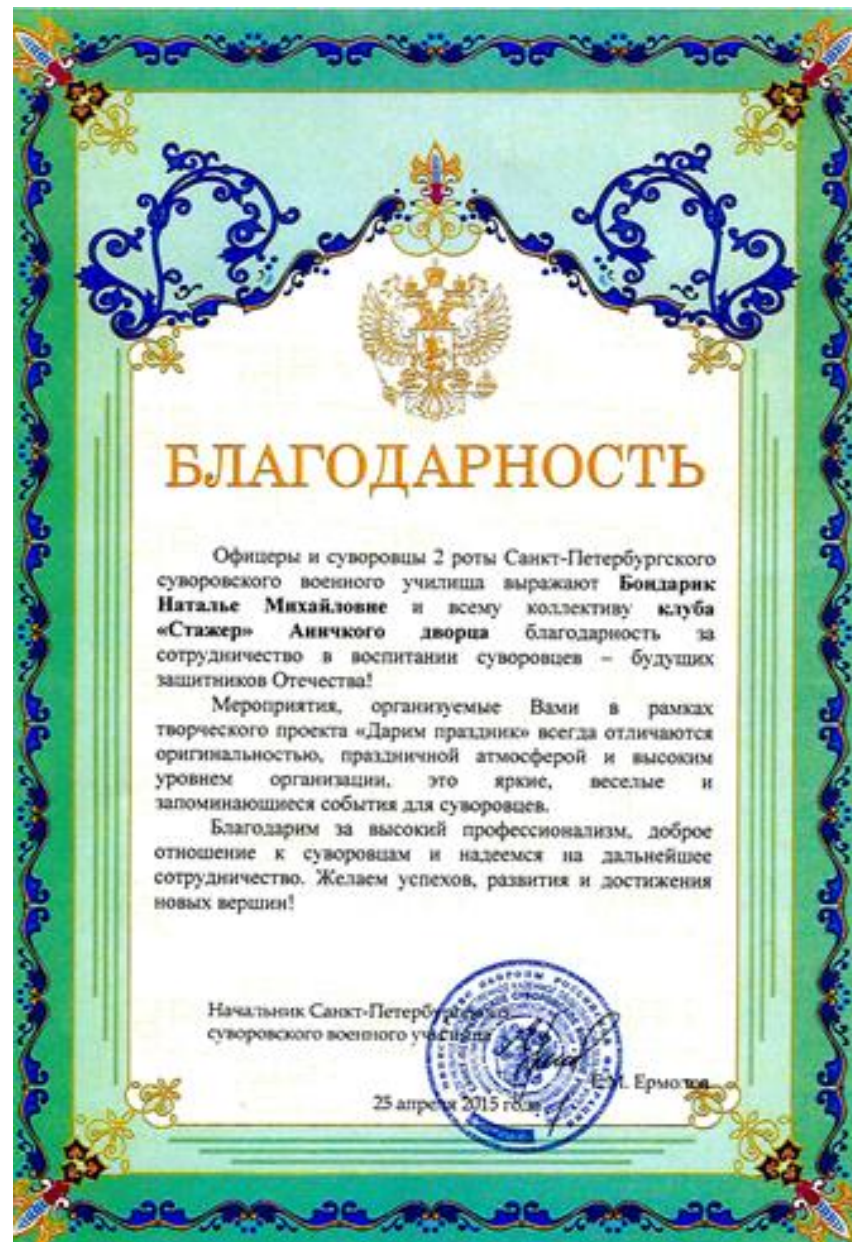 БЛАГОДАРНОСТЬ
Офицеры и суворовцы 2 роты Санкт-Петербургского
суворовского военного училища выражают Бондарик
Наталье Михайловне и всему коллективу клуба
«Стажер» Аничкого дворца благодарность за
сотрудничество в воспитании суворовцев – будущих
защитников Отечества!
Мероприятия, организуемые Вами в рамках
творческого проекта «Дарим праздник» всегда отличаются
оригинальностью, праздничной атмосферой и высоким
уровнем организации, это яркие, веселые и
запоминающиеся события для суворовцев.
Благодарим за высокий профессионализм, доброе
отношение к суворовцам и надеемся на дальнейшее
сотрудничество. Желаем успехов, развития и достижения
новых вершин!
Начальник Санкт-Петербургского
суворовского военного училища
Ермолов
25 апреля 2015 года